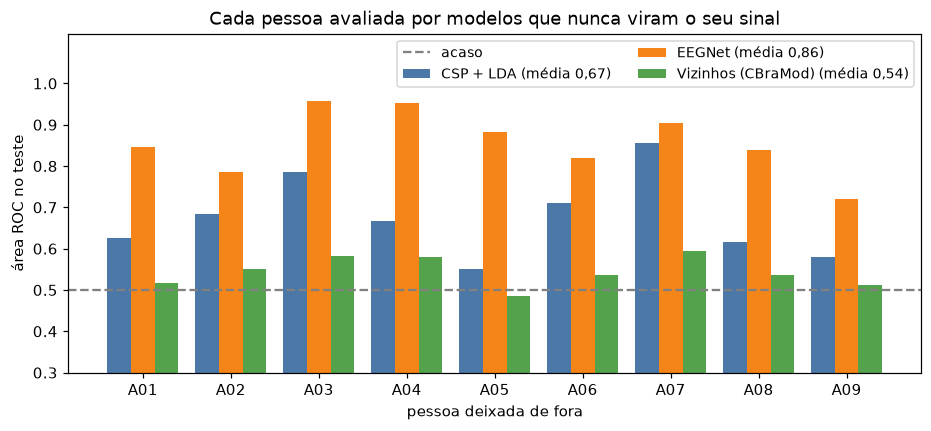 Cada pessoa avaliada por modelos que nunca viram o seu sinal
acaso
CSP + LDA (média 0,67)
EEGNet (média 0,86)
Vizinhos (CBraMod) (média 0,54)
área ROC no teste
1.0
0.9
0.8
0.7
0.6
0.5
0.4
0.3
A01 A02 A03 A04 A05 A06 A07 A08 A09
pessoa deixada de fora